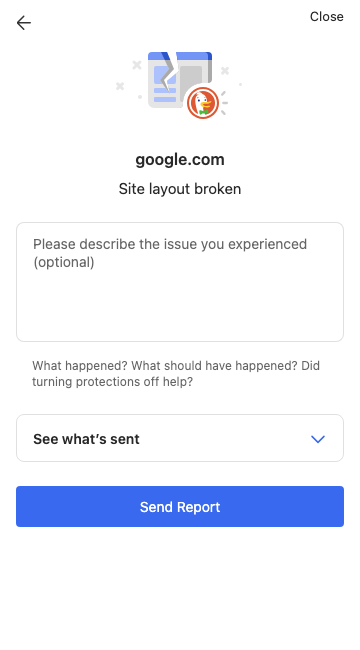 Close
google.com
Site layout broken
Please describe the issue you experienced
(optional)
What happened? What should have happened? Did
turning protections off help?
See what's sent
Send Report